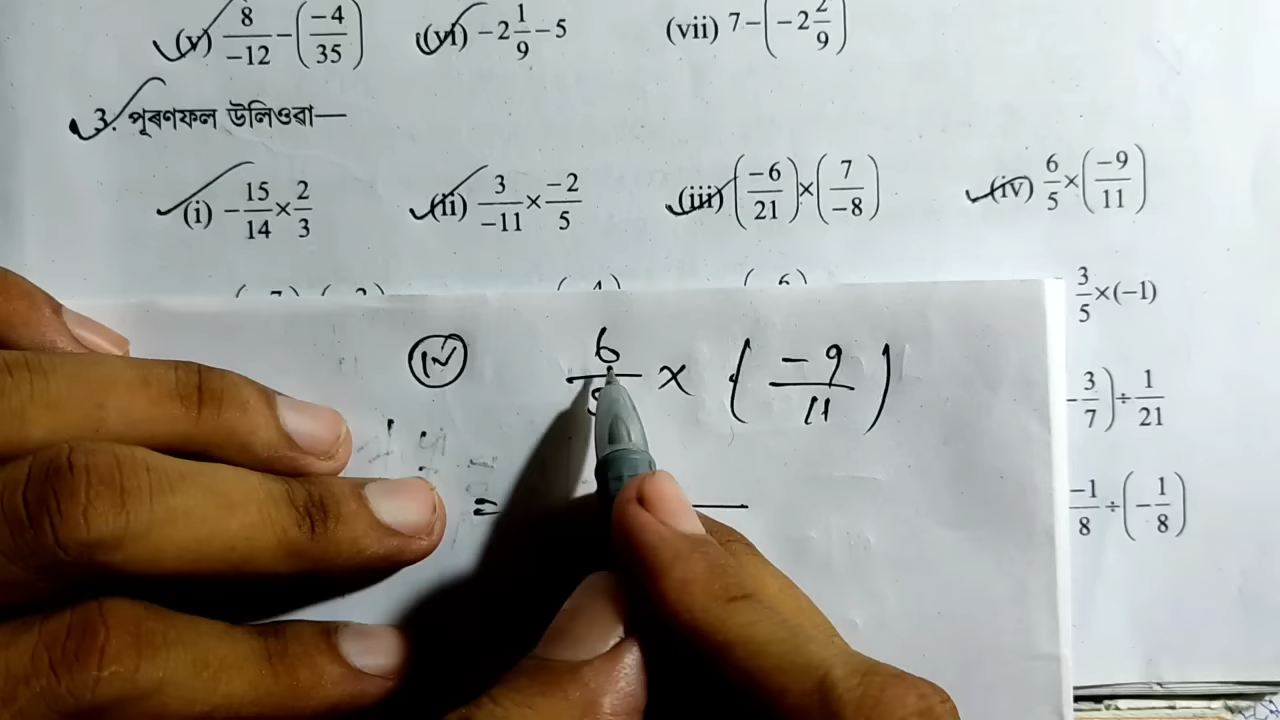 (v) 8/-12 - (-4/35) (vi) -2 1/9 - 5 (vii) 7 - (-2 2/9)
3. পূৰণফল উলিওৱা—
(i) -15/14 × 2/3 (ii) 3/-11 × -2/5 (iii) (-6/21) × (7/-8) (iv) 6/5 × (-9/11)
3/5 × (-1)
(iv) 6/5 × (-9/11)
-3/7) ÷ 1/21
=
-1/8 ÷ (-1/8)